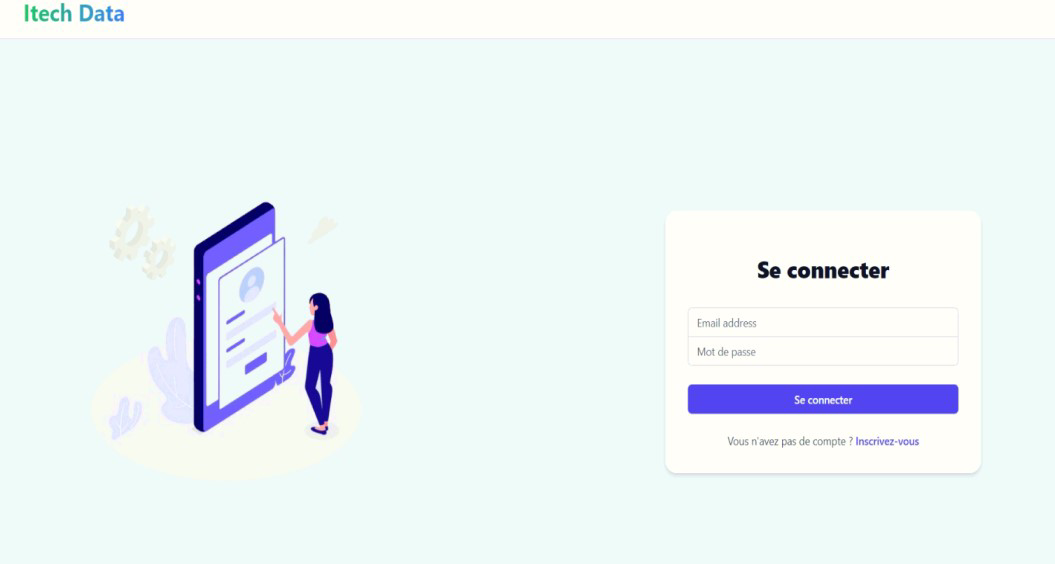 Itech Data
Se connecter
Email address
Mot de passe
Se connecter
Vous n'avez pas de compte ? Inscrivez-vous